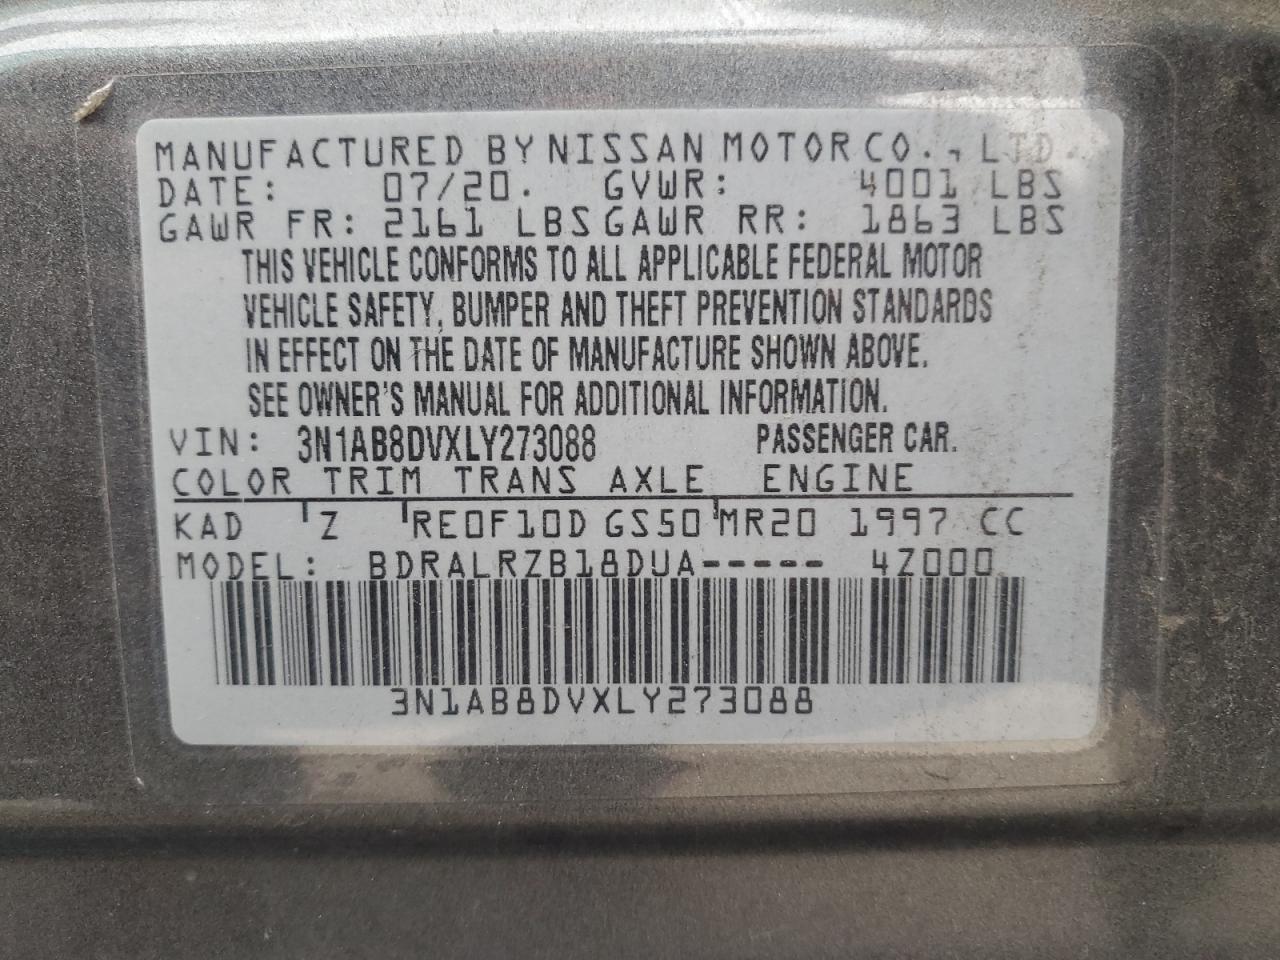 MANUFACTURED BY NISSAN MOTOR CO., LTD.
DATE: 07/20. GVWR: 4001 LBS
GAWR FR: 2161 LBS GAWR RR: 1863 LBS
THIS VEHICLE CONFORMS TO ALL APPLICABLE FEDERAL MOTOR
VEHICLE SAFETY, BUMPER AND THEFT PREVENTION STANDARDS
IN EFFECT ON THE DATE OF MANUFACTURE SHOWN ABOVE.
SEE OWNER'S MANUAL FOR ADDITIONAL INFORMATION.
VIN: 3N1AB8DVXLY273088 PASSENGER CAR.
COLOR TRIM TRANS AXLE ENGINE
KAD Z RE0F10D GS50 MR20 1997 CC
MODEL: BDRALRZB18DUA----- 4Z000
3N1AB8DVXLY273088